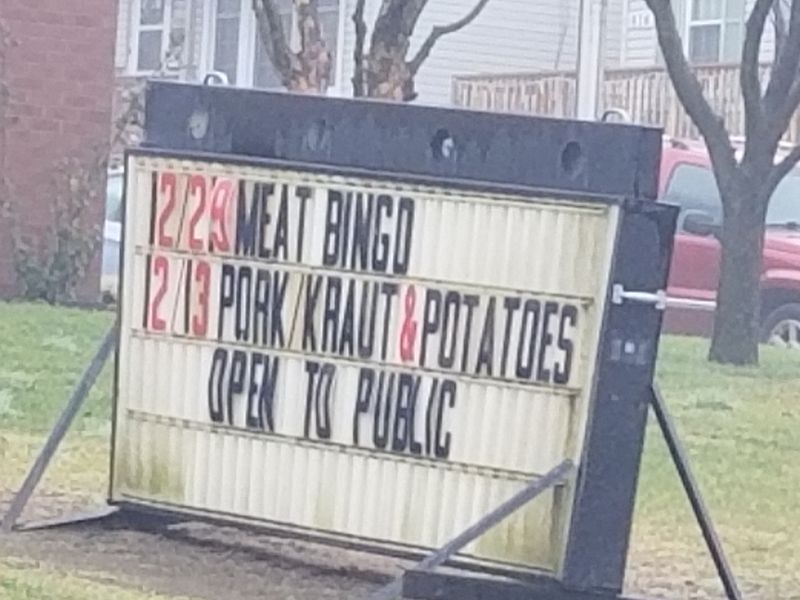 12/29 MEAT BINGO
12/13 PORK/KRAUT & POTATOES
OPEN TO PUBLIC